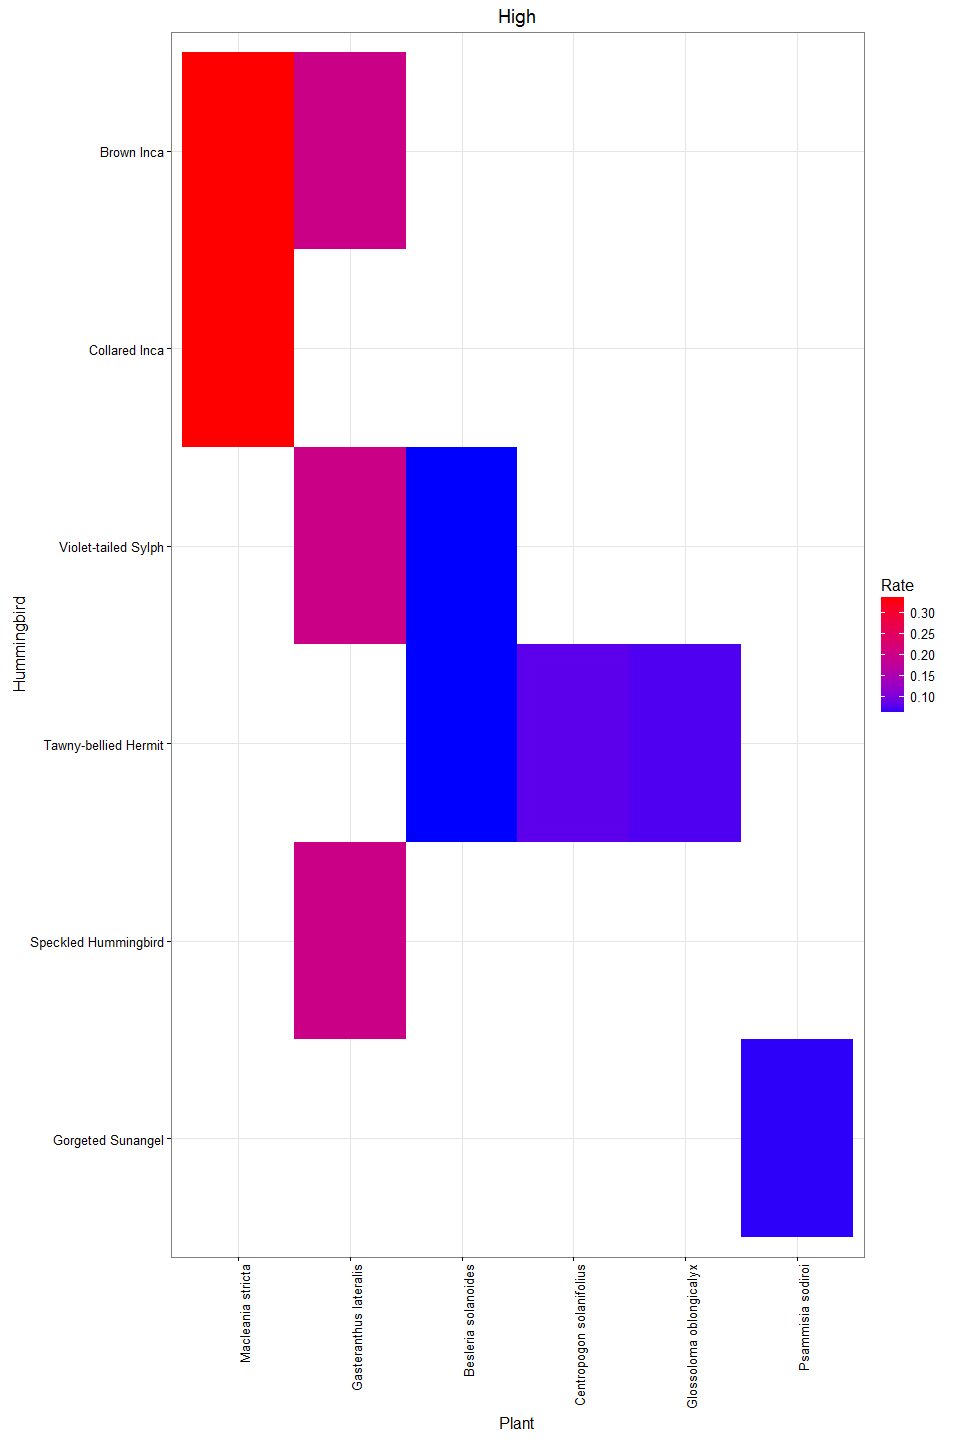 High
Brown Inca
Collared Inca
Violet-tailed Sylph
Tawny-bellied Hermit
Speckled Hummingbird
Gorgeted Sunangel
Hummingbird
Macleania stricta
Gasteranthus lateralis
Besleria solanoides
Centropogon solanifolius
Glossoloma oblongicalyx
Psammisia sodiroi
Plant
Rate
0.30
0.25
0.20
0.15
0.10